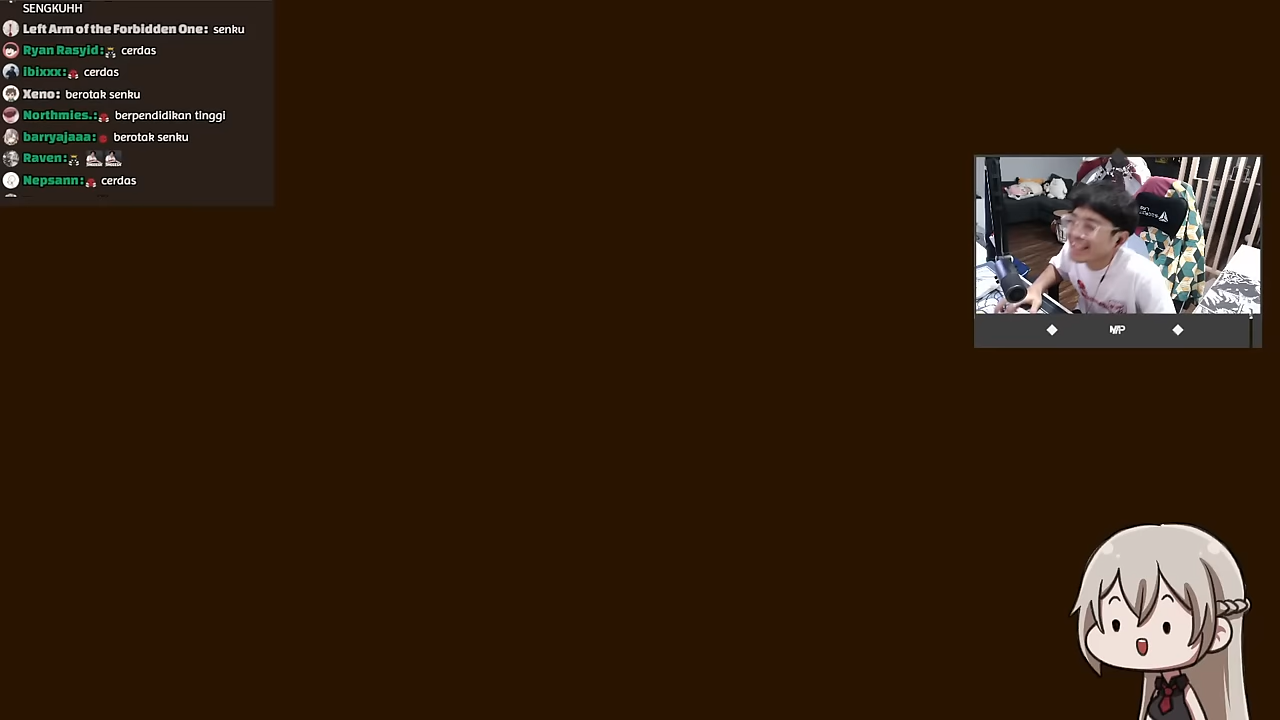 SENGKUHH
Left Arm of the Forbidden One: senku
Ryan Rasyid: cerdas
ibixxx: cerdas
Xeno: berotak senku
Northmies.: berpendidikan tinggi
barryajaaa: berotak senku
Raven:
Nepsann: cerdas